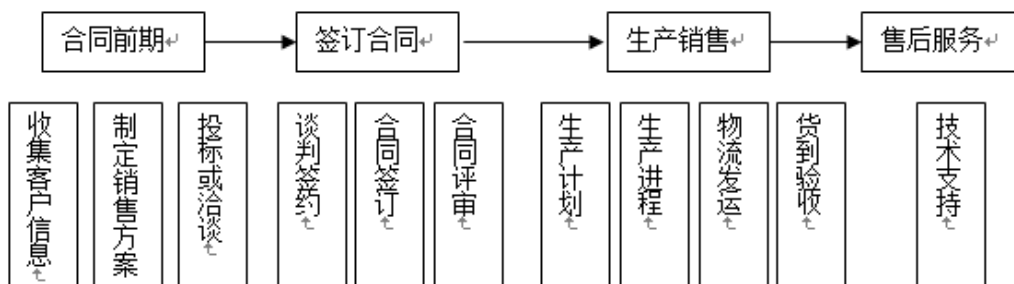 合同前期
签订合同
生产销售
售后服务
收集客户信息
制定销售方案
投标或洽谈
谈判签约
合同签订
合同评审
生产计划
生产进程
物流发运
货到验收
技术支持